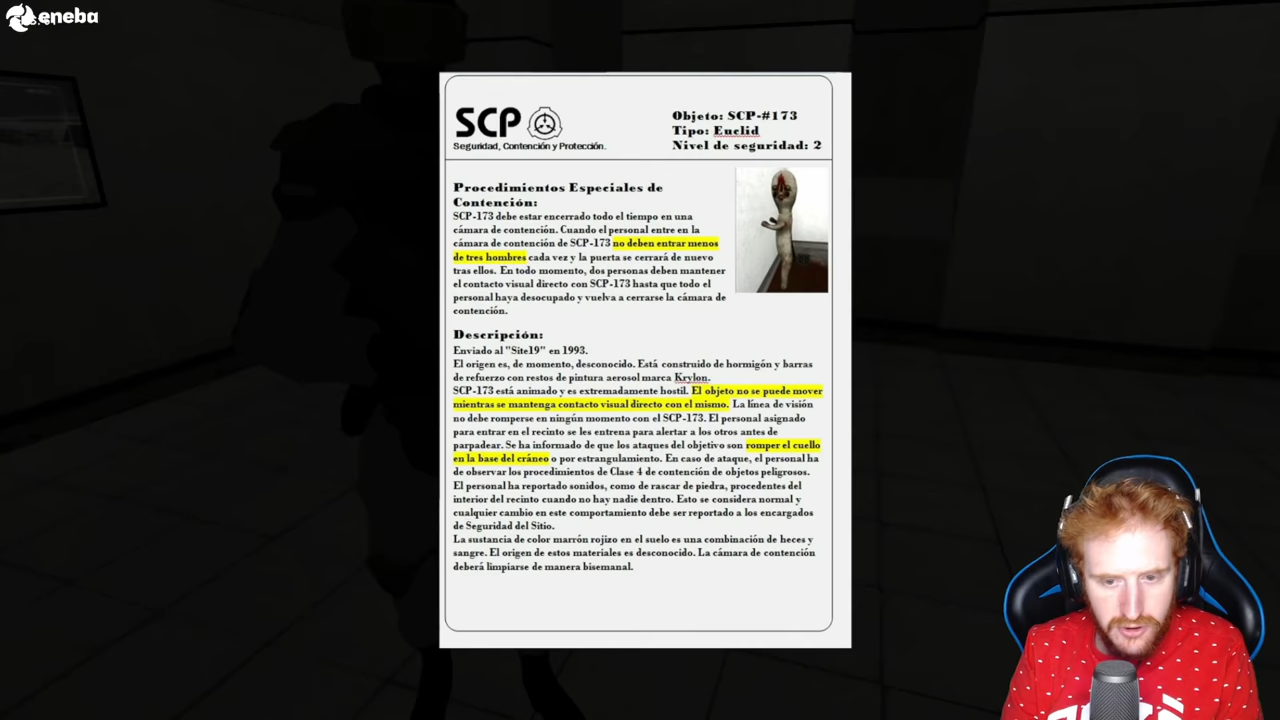 eneba
SCP
Seguridad, Contención y Protección.
Objeto: SCP-#173
Tipo: Euclid
Nivel de seguridad: 2
Procedimientos Especiales de
Contención:
SCP-173 debe estar encerrado todo el tiempo en una
cámara de contención. Cuando el personal entre en la
cámara de contención de SCP-173 no deben entrar menos
de tres hombres cada vez y la puerta se cerrará de nuevo
tras ellos. En todo momento, dos personas deben mantener
el contacto visual directo con SCP-173 hasta que todo el
personal haya desocupado y vuelva a cerrarse la cámara de
contención.
Descripción:
Enviado al "Site19" en 1993.
El origen es, de momento, desconocido. Está construido de hormigón y barras
de refuerzo con restos de pintura aerosol marca Krylon.
SCP-173 está animado y es extremadamente hostil. El objeto no se puede mover
mientras se mantenga contacto visual directo con el mismo. La línea de visión
no debe romperse en ningún momento con el SCP-173. El personal asignado
para entrar en el recinto se les entrena para alertar a los otros antes de
parpadear. Se ha informado de que los ataques del objetivo son romper el cuello
en la base del cráneo o por estrangulamiento. En caso de ataque, el personal ha
de observar los procedimientos de Clase 4 de contención de objetos peligrosos.
El personal ha reportado sonidos, como de rascar de piedra, procedentes del
interior del recinto cuando no hay nadie dentro. Esto se considera normal y
cualquier cambio en este comportamiento debe ser reportado a los encargados
de Seguridad del Sitio.
La sustancia de color marrón rojizo en el suelo es una combinación de heces y
sangre. El origen de estos materiales es desconocido. La cámara de contención
deberá limpiarse de manera bisemanal.